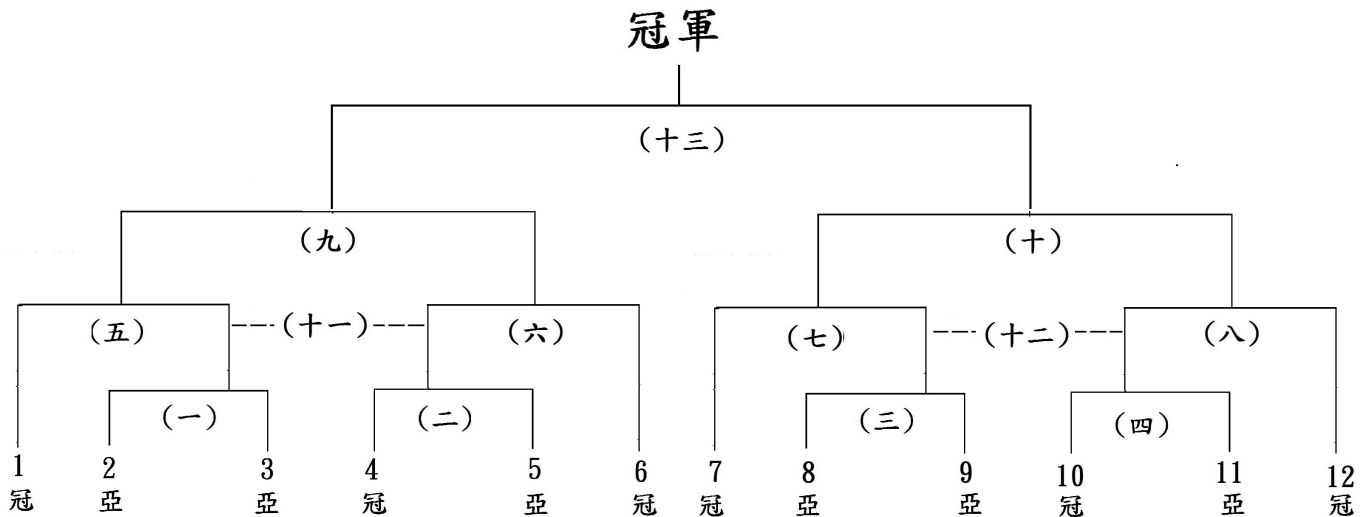 冠軍
(十三)
(九) (十)
(五) (十一) (六) (七) (十二) (八)
(一) (二) (三) (四)
1 2 3 4 5 6 7 8 9 10 11 12
冠 亞 亞 冠 亞 冠 冠 亞 亞 冠 亞 冠